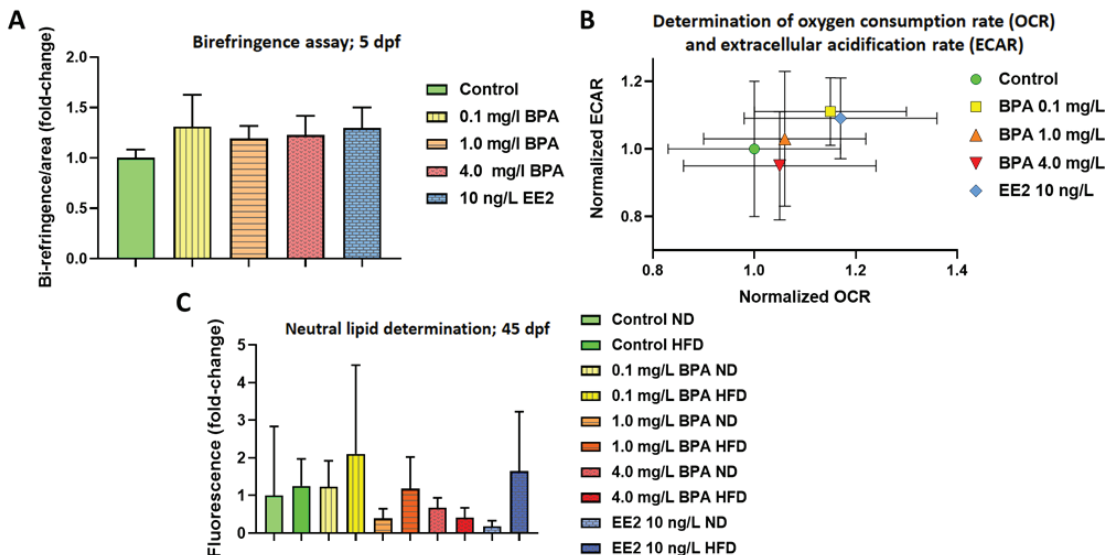 A
Birefringence assay; 5 dpf
Bi-refringence/area (fold-change)
2.0
1.5
1.0
0.5
0.0
Control
0.1 mg/l BPA
1.0 mg/l BPA
4.0 mg/l BPA
10 ng/L EE2
B
Determination of oxygen consumption rate (OCR)
and extracellular acidification rate (ECAR)
Normalized ECAR
1.2
1.0
0.8
0.8
1.0
1.2
1.4
Normalized OCR
Control
BPA 0.1 mg/L
BPA 1.0 mg/L
BPA 4.0 mg/L
EE2 10 ng/L
C
Neutral lipid determination; 45 dpf
Fluorescence (fold-change)
5
4
3
2
1
0
Control ND
Control HFD
0.1 mg/L BPA ND
0.1 mg/L BPA HFD
1.0 mg/L BPA ND
1.0 mg/L BPA HFD
4.0 mg/L BPA ND
4.0 mg/L BPA HFD
EE2 10 ng/L ND
EE2 10 ng/L HFD